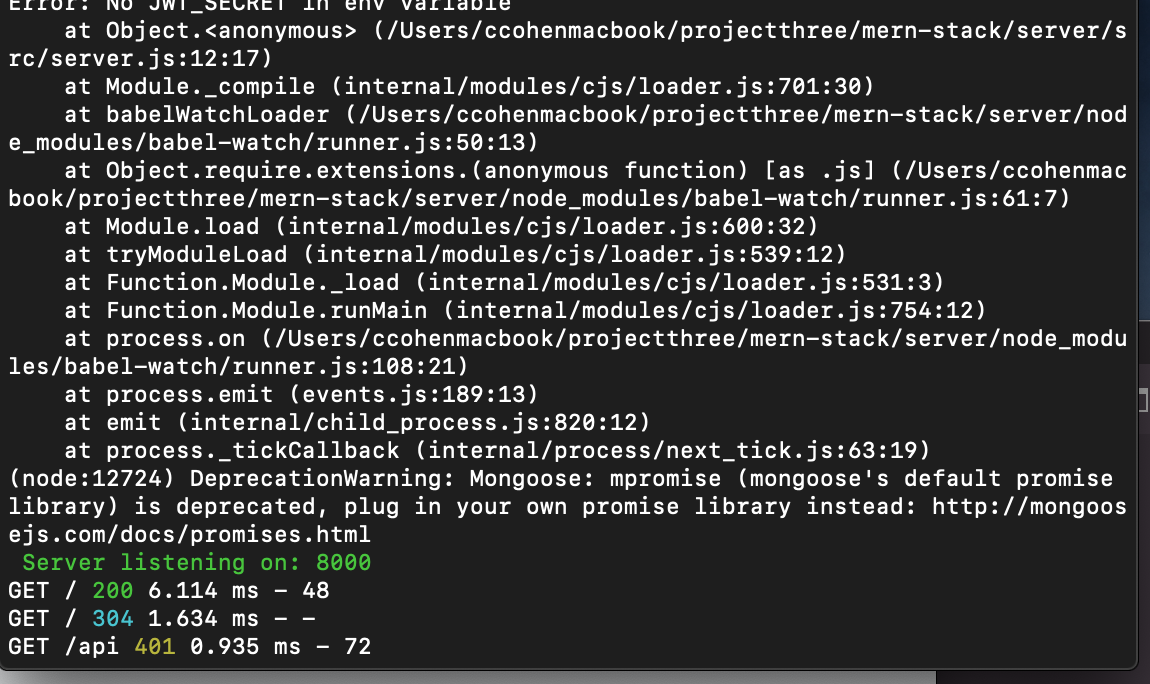 Error: No JWT_SECRET in env variable
    at Object.<anonymous> (/Users/ccohenmacbook/projectthree/mern-stack/server/s
rc/server.js:12:17)
    at Module._compile (internal/modules/cjs/loader.js:701:30)
    at babelWatchLoader (/Users/ccohenmacbook/projectthree/mern-stack/server/nod
e_modules/babel-watch/runner.js:50:13)
    at Object.require.extensions.(anonymous function) [as .js] (/Users/ccohenmac
book/projectthree/mern-stack/server/node_modules/babel-watch/runner.js:61:7)
    at Module.load (internal/modules/cjs/loader.js:600:32)
    at tryModuleLoad (internal/modules/cjs/loader.js:539:12)
    at Function.Module._load (internal/modules/cjs/loader.js:531:3)
    at Function.Module.runMain (internal/modules/cjs/loader.js:754:12)
    at process.on (/Users/ccohenmacbook/projectthree/mern-stack/server/node_modu
les/babel-watch/runner.js:108:21)
    at process.emit (events.js:189:13)
    at emit (internal/child_process.js:820:12)
    at process._tickCallback (internal/process/next_tick.js:63:19)
(node:12724) DeprecationWarning: Mongoose: mpromise (mongoose's default promise
library) is deprecated, plug in your own promise library instead: http://mongoos
ejs.com/docs/promises.html
 Server listening on: 8000
GET / 200 6.114 ms - 48
GET / 304 1.634 ms - -
GET /api 401 0.935 ms - 72